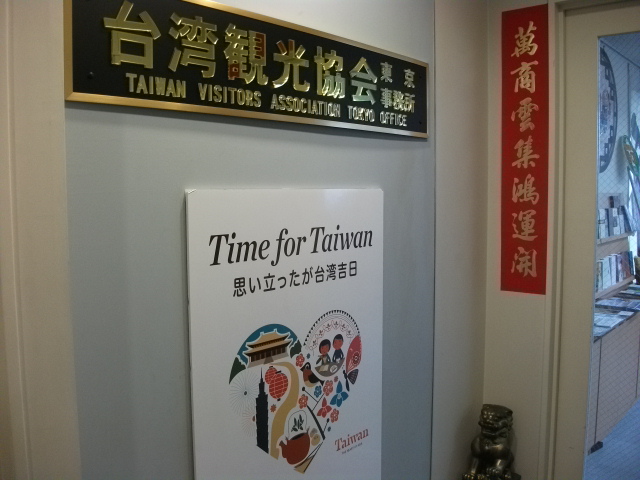 台湾観光協会 東京事務所
TAIWAN VISITORS ASSOCIATION TOKYO OFFICE
Time for Taiwan
思い立ったが台湾吉日
Taiwan
萬商雲集鴻運開